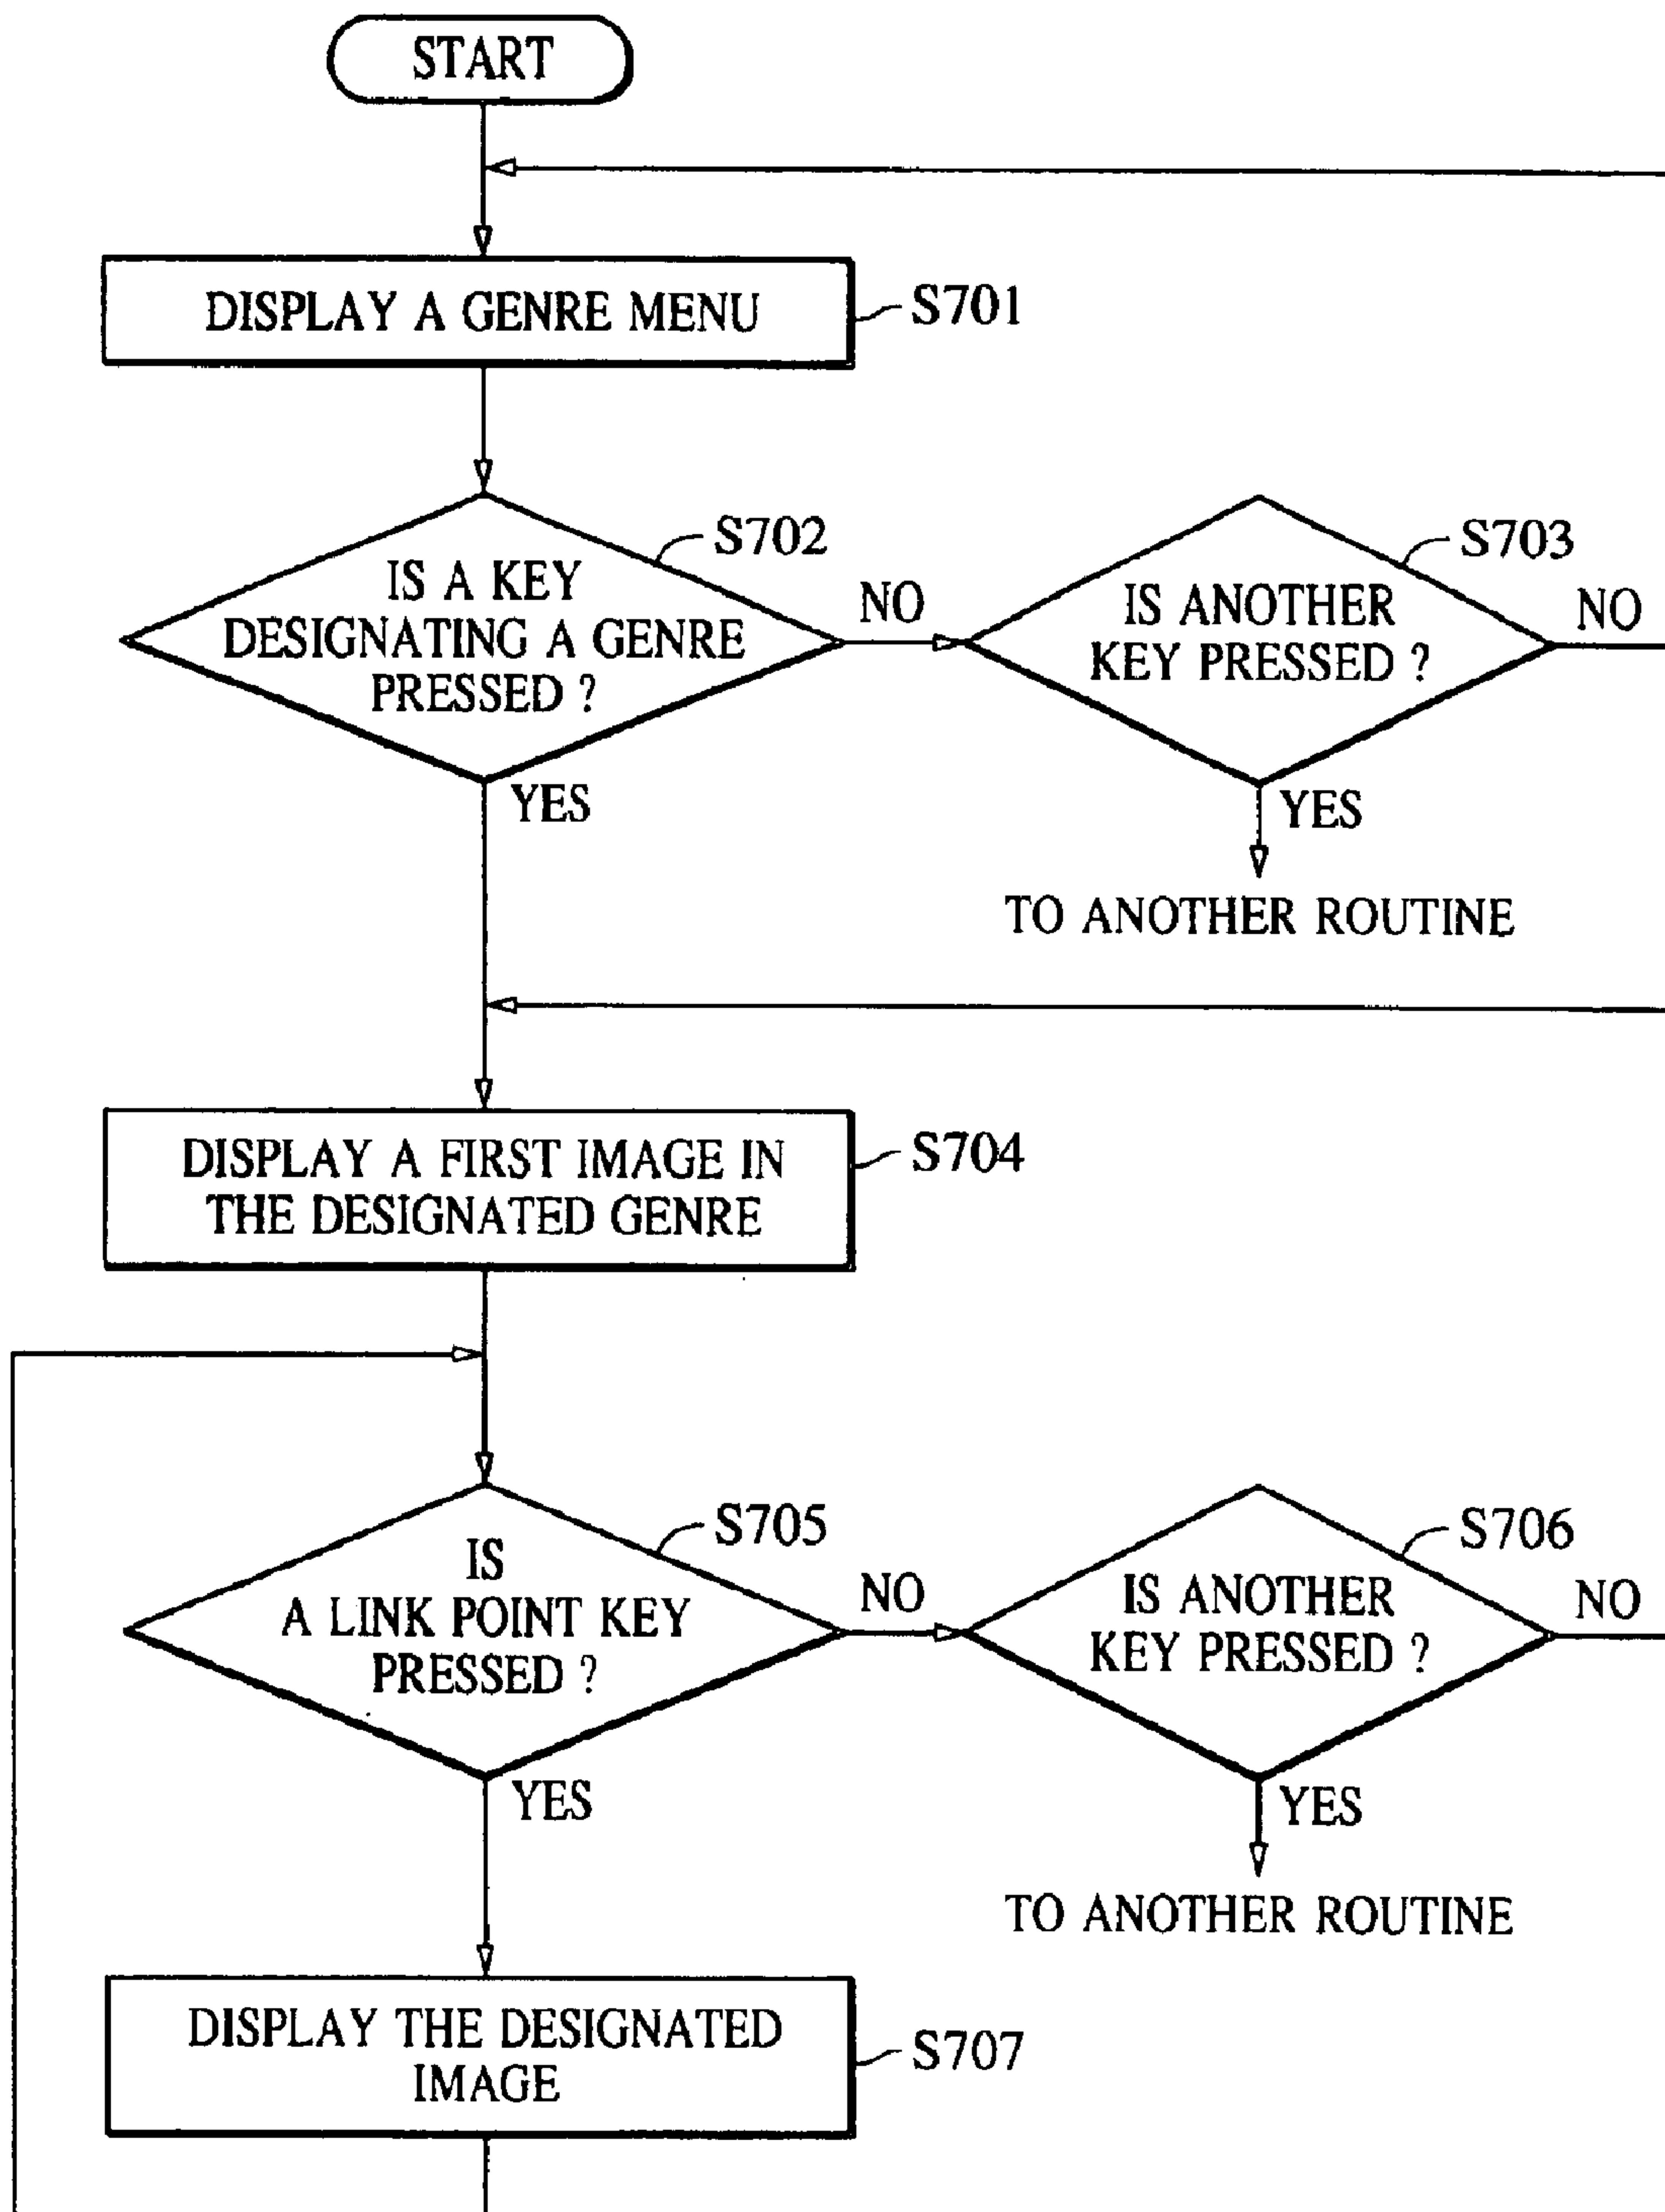 START
DISPLAY A GENRE MENU
S701
S702
IS A KEY
DESIGNATING A GENRE
PRESSED ?
NO
S703
IS ANOTHER
KEY PRESSED ?
NO
YES
YES
TO ANOTHER ROUTINE
DISPLAY A FIRST IMAGE IN
THE DESIGNATED GENRE
S704
S705
IS
A LINK POINT KEY
PRESSED ?
NO
S706
IS ANOTHER
KEY PRESSED ?
NO
YES
YES
TO ANOTHER ROUTINE
DISPLAY THE DESIGNATED
IMAGE
S707